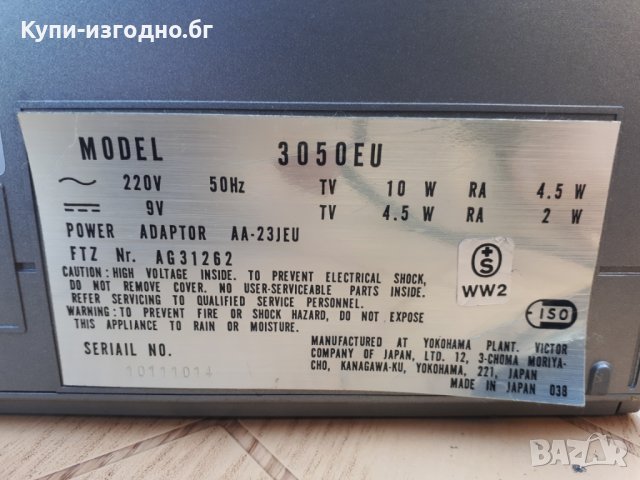 Купи-изгодно.бг
MODEL 3050EU
220V 50Hz TV 10 W RA 4.5 W
9V TV 4.5 W RA 2 W
POWER ADAPTOR AA-23JEU
FTZ Nr. AG31262
CAUTION: HIGH VOLTAGE INSIDE. TO PREVENT ELECTRICAL SHOCK,
DO NOT REMOVE COVER. NO USER-SERVICEABLE PARTS INSIDE.
REFER SERVICING TO QUALIFIED SERVICE PERSONNEL.
WARNING: TO PREVENT FIRE OR SHOCK HAZARD, DO NOT EXPOSE
THIS APPLIANCE TO RAIN OR MOISTURE.
S
WW2
ISO
SERIAIL NO.
10111014
MANUFACTURED AT YOKOHAMA PLANT. VICTOR
COMPANY OF JAPAN, LTD. 12, 3-CHOMA MORIYA-
CHO, KANAGAWA-KU, YOKOHAMA, 221, JAPAN
MADE IN JAPAN 039
BAZAR